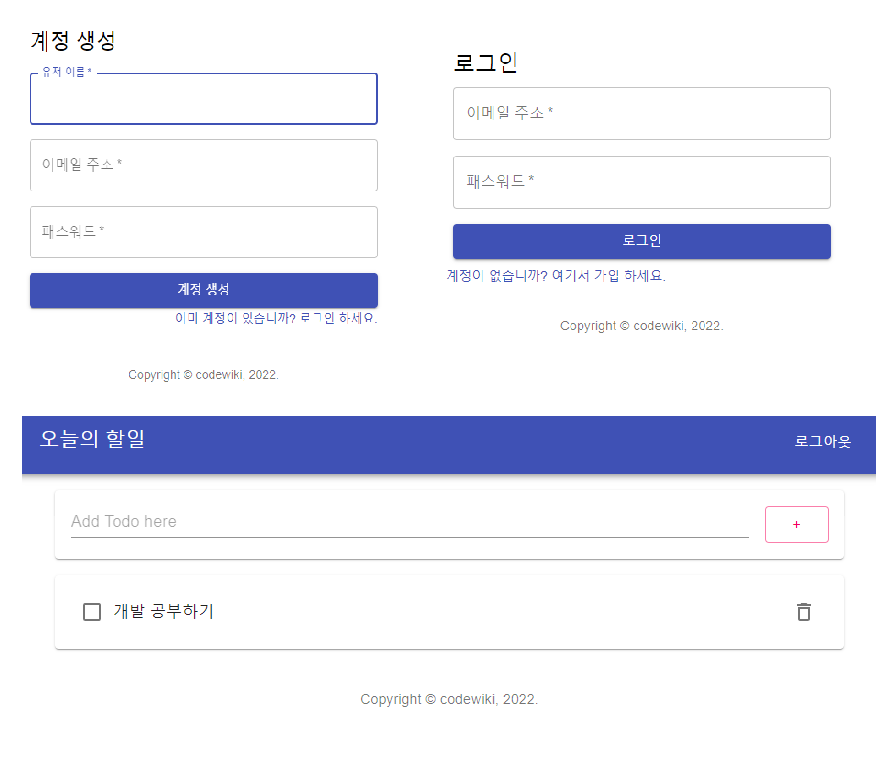 계정 생성
유저 이름 *
이메일 주소 *
패스워드 *
계정 생성
이미 계정이 있습니까? 로그인 하세요.
Copyright © codewiki, 2022.
로그인
이메일 주소 *
패스워드 *
로그인
계정이 없습니까? 여기서 가입 하세요.
Copyright © codewiki, 2022.
오늘의 할일
로그아웃
Add Todo here
+
개발 공부하기
Copyright © codewiki, 2022.